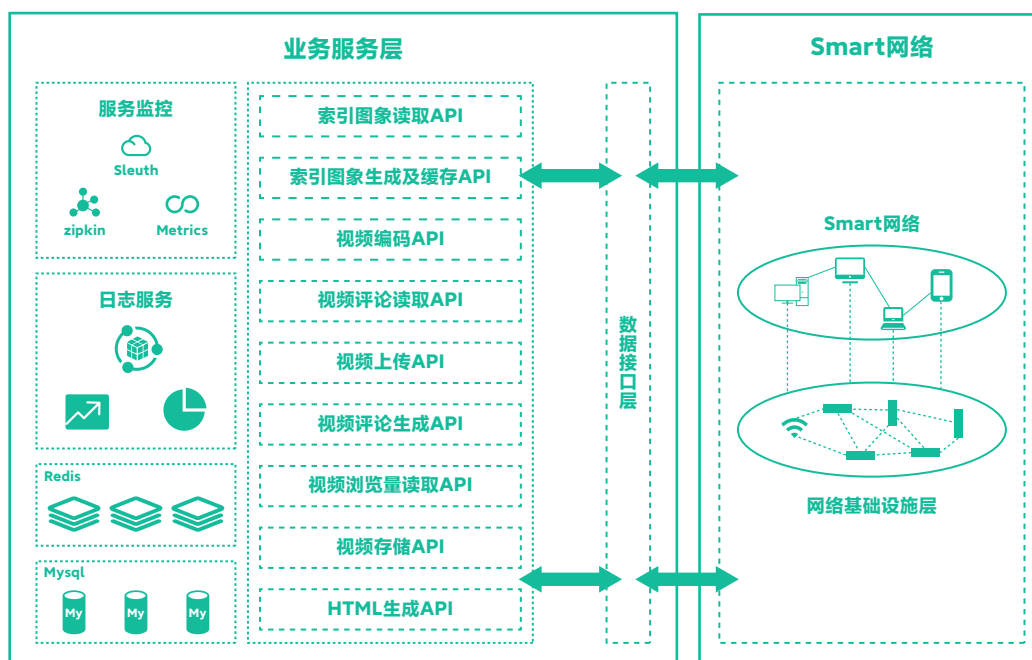 业务服务层
服务监控
Sleuth
zipkin
Metrics
日志服务
Redis
Mysql
My
My
My
索引图象读取API
索引图象生成及缓存API
视频编码API
视频评论读取API
视频上传API
视频评论生成API
视频浏览量读取API
视频存储API
HTML生成API
数据接口层
Smart网络
Smart网络
网络基础设施层